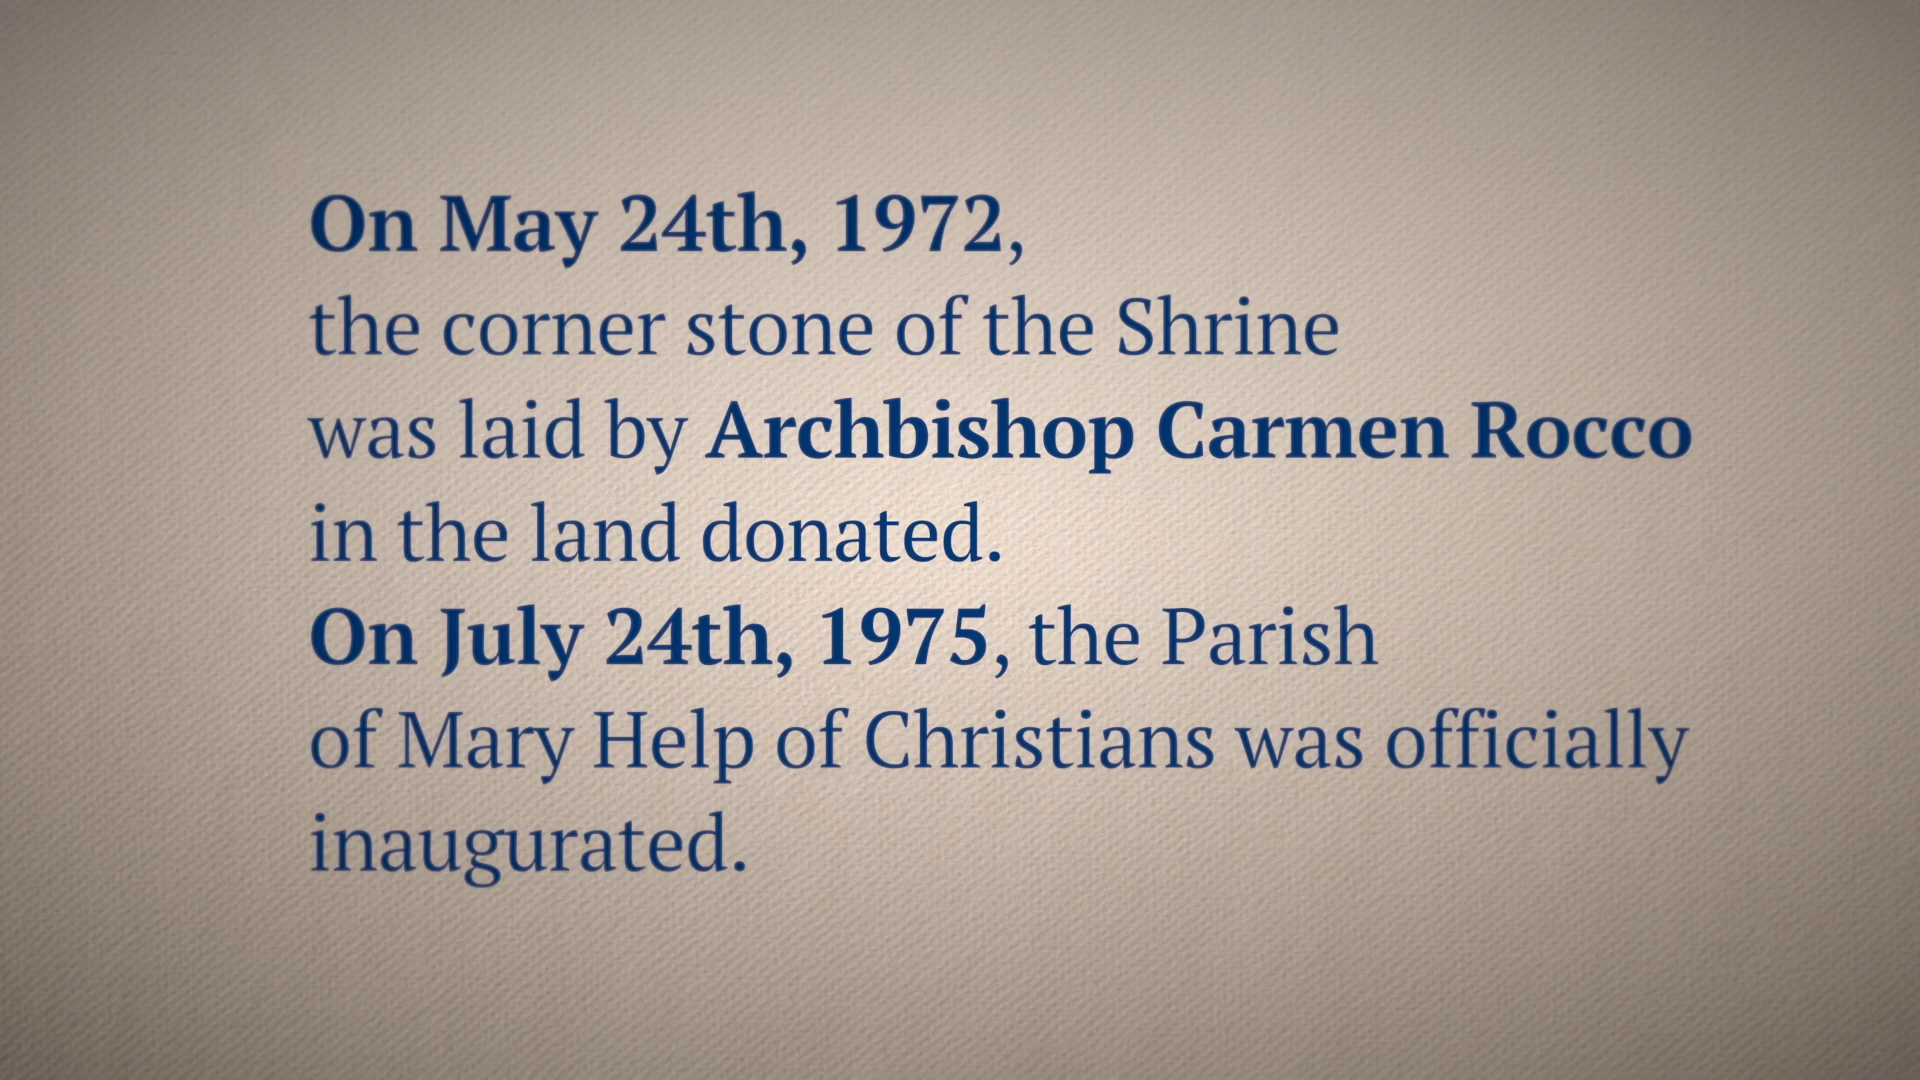 On May 24th, 1972,
the corner stone of the Shrine
was laid by Archbishop Carmen Rocco
in the land donated.
On July 24th, 1975, the Parish
of Mary Help of Christians was officially
inaugurated.